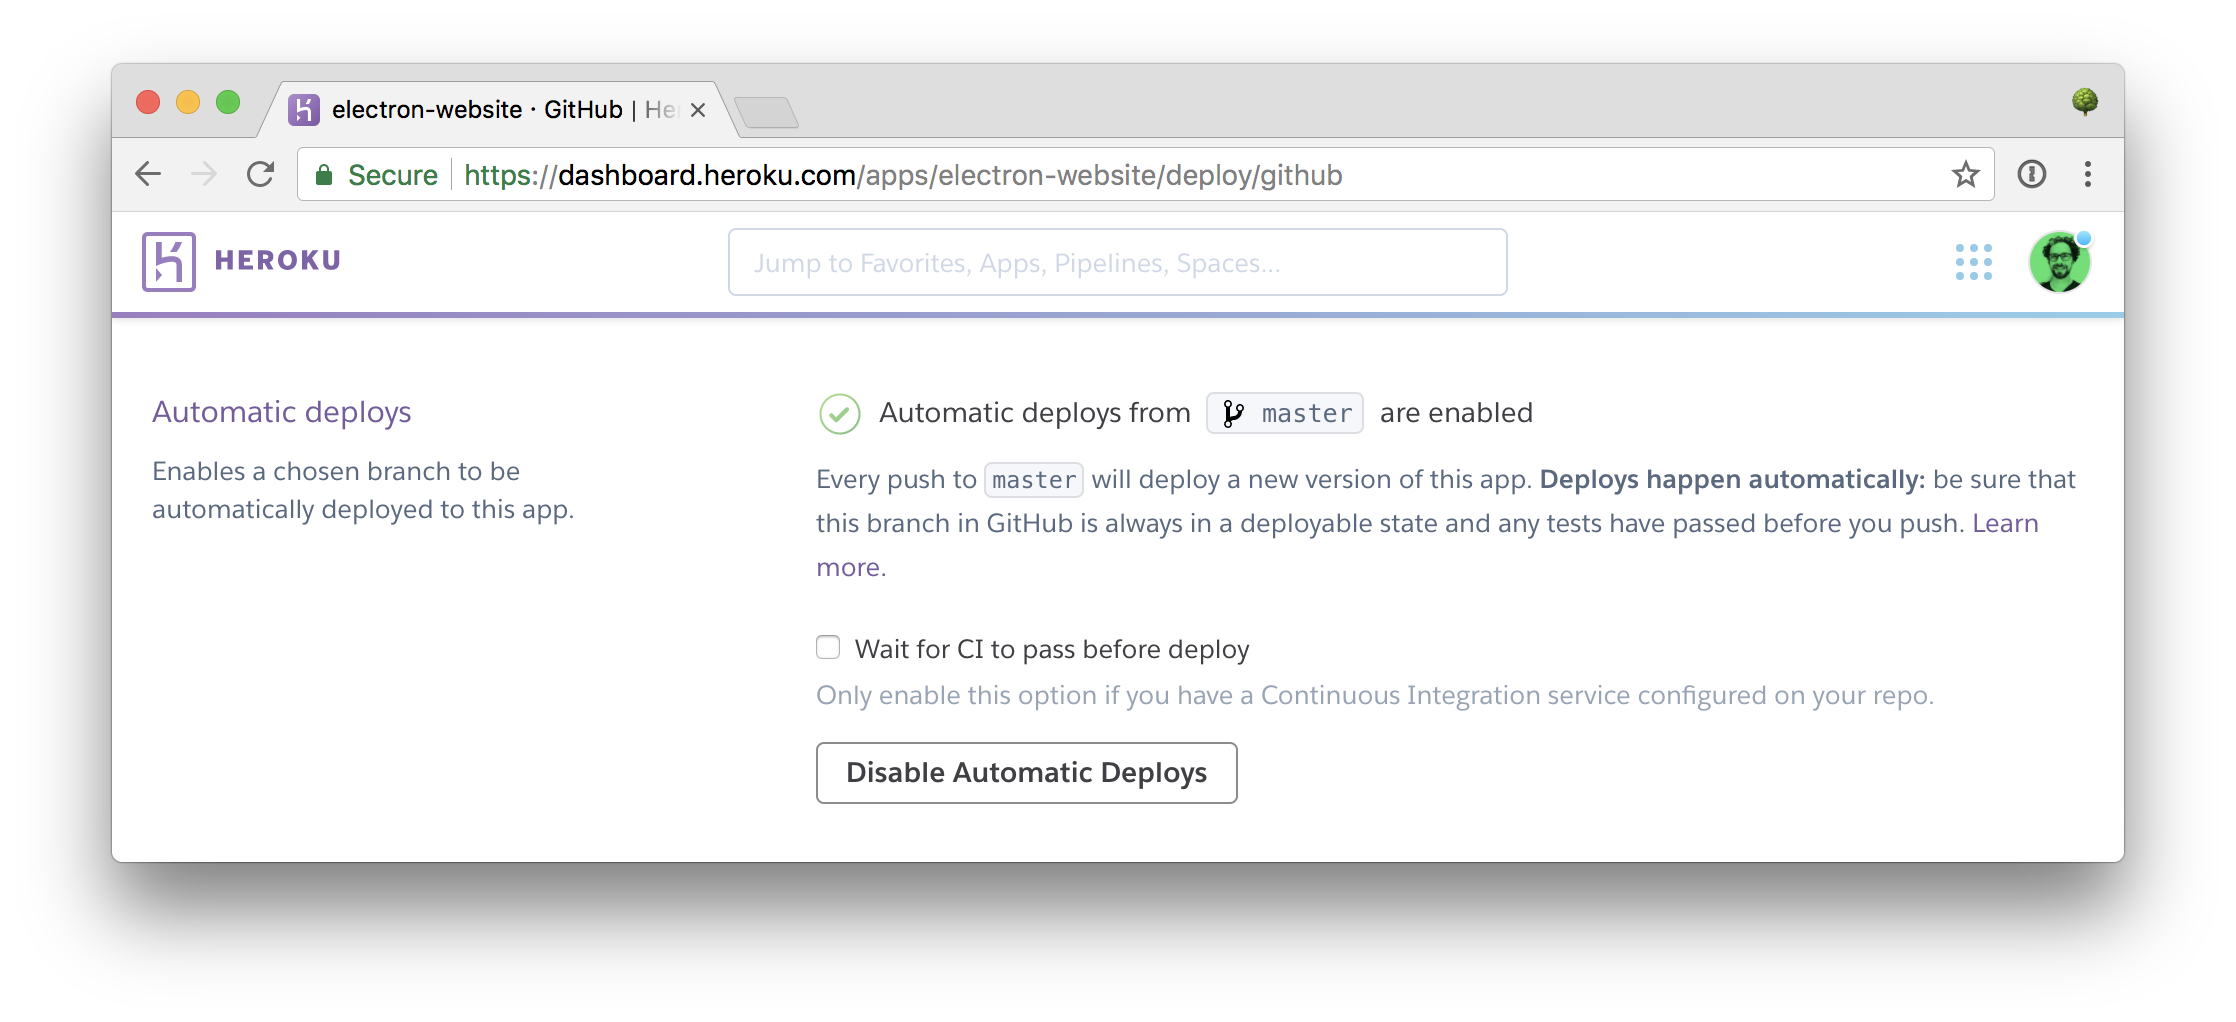 electron-website · GitHub | He
Secure https://dashboard.heroku.com/apps/electron-website/deploy/github
HEROKU
Jump to Favorites, Apps, Pipelines, Spaces...
Automatic deploys
Enables a chosen branch to be
automatically deployed to this app.
Automatic deploys from master are enabled
Every push to master will deploy a new version of this app. Deploys happen automatically: be sure that
this branch in GitHub is always in a deployable state and any tests have passed before you push. Learn
more.
Wait for CI to pass before deploy
Only enable this option if you have a Continuous Integration service configured on your repo.
Disable Automatic Deploys